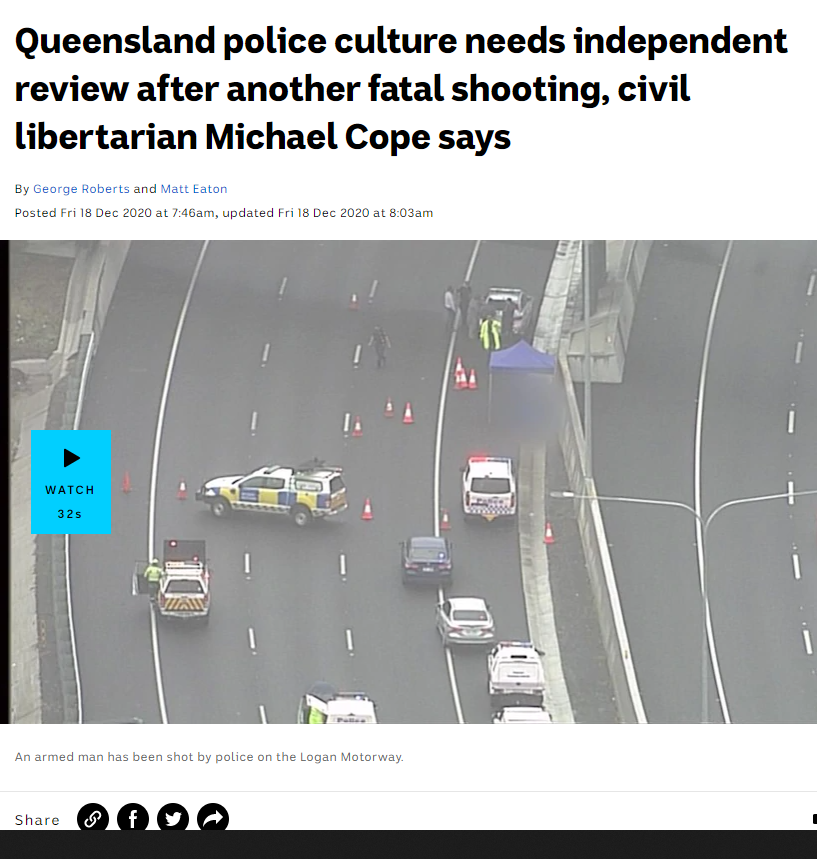 Queensland police culture needs independent
review after another fatal shooting, civil
libertarian Michael Cope says
By George Roberts and Matt Eaton
Posted Fri 18 Dec 2020 at 7:46am, updated Fri 18 Dec 2020 at 8:03am
WATCH
32s
Police
An armed man has been shot by police on the Logan Motorway.
Share